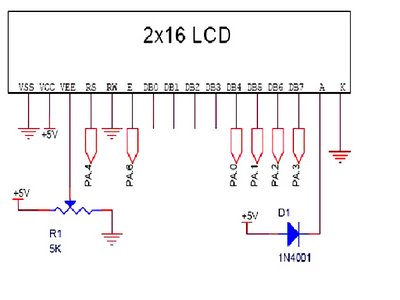 2x16 LCD
VSS VCC VEE RS RW E DB0 DB1 DB2 DB3 DB4 DB5 DB6 DB7 A K
+5V
PA.4 PA.6 PA.0 PA.1 PA.2 PA.3
+5V
R1
5K
+5V
D1
1N4001